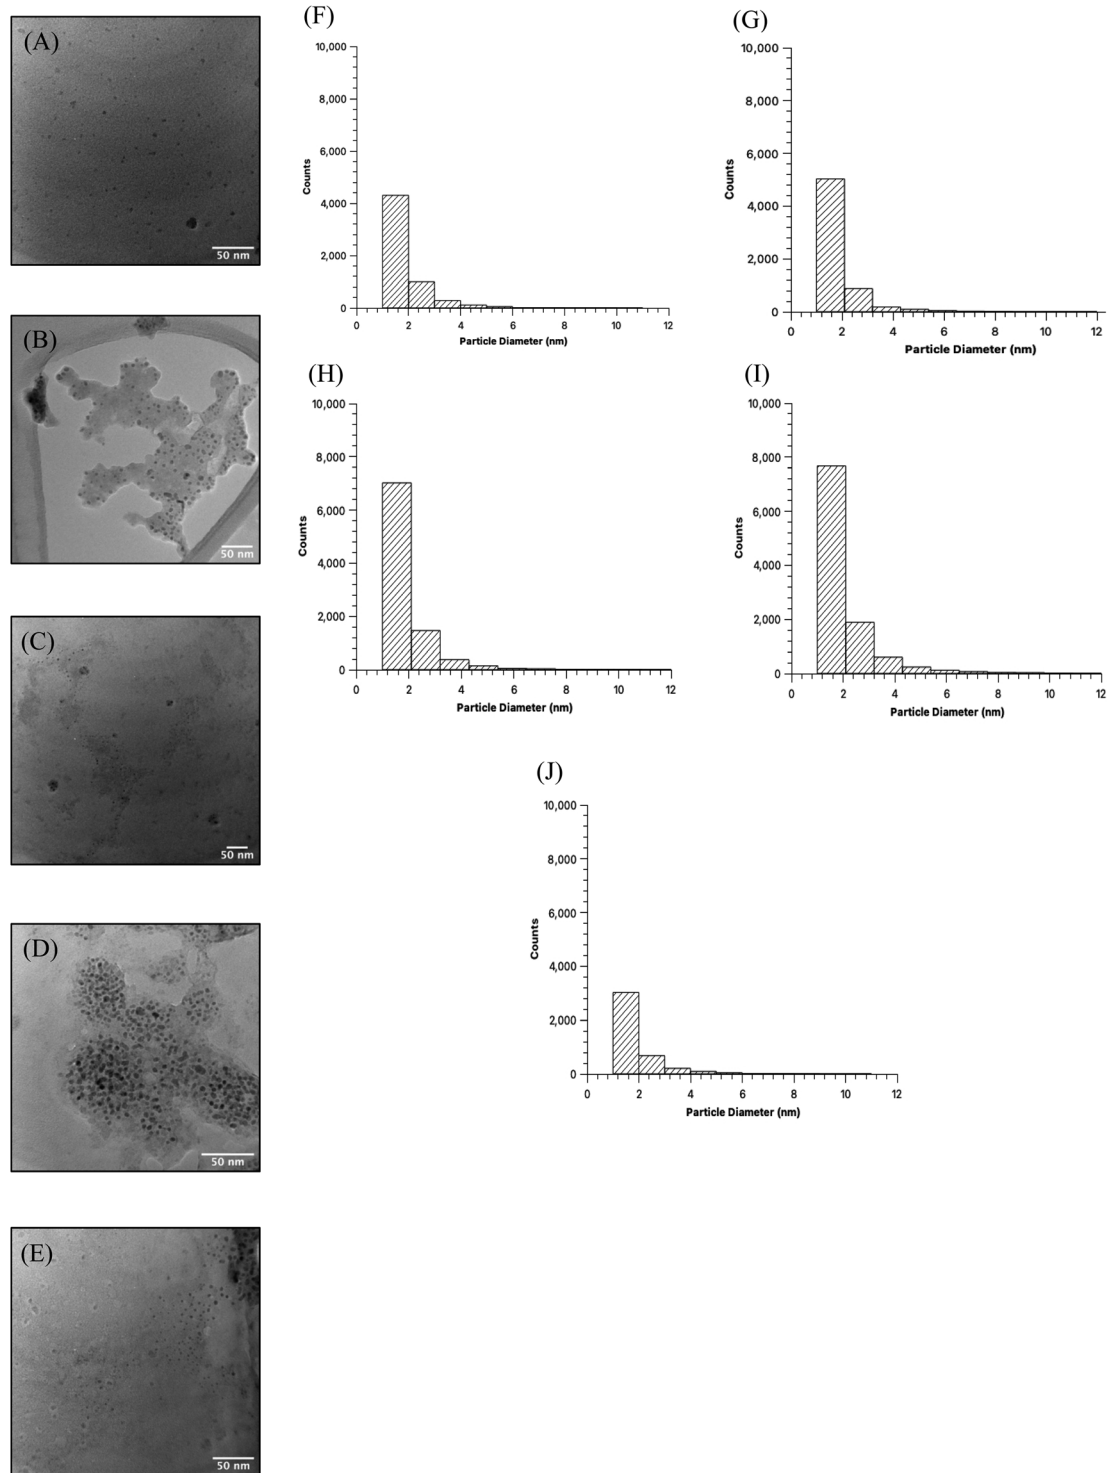 (A)
50 nm
(B)
50 nm
(C)
50 nm
(D)
50 nm
(E)
50 nm
(F)
10,000
8,000
6,000
4,000
2,000
0
Counts
0 2 4 6 8 10 12
Particle Diameter (nm)
(G)
10,000
8,000
6,000
4,000
2,000
0
Counts
0 2 4 6 8 10 12
Particle Diameter (nm)
(H)
10,000
8,000
6,000
4,000
2,000
0
Counts
0 2 4 6 8 10 12
Particle Diameter (nm)
(I)
10,000
8,000
6,000
4,000
2,000
0
Counts
0 2 4 6 8 10 12
Particle Diameter (nm)
(J)
10,000
8,000
6,000
4,000
2,000
0
Counts
0 2 4 6 8 10 12
Particle Diameter (nm)